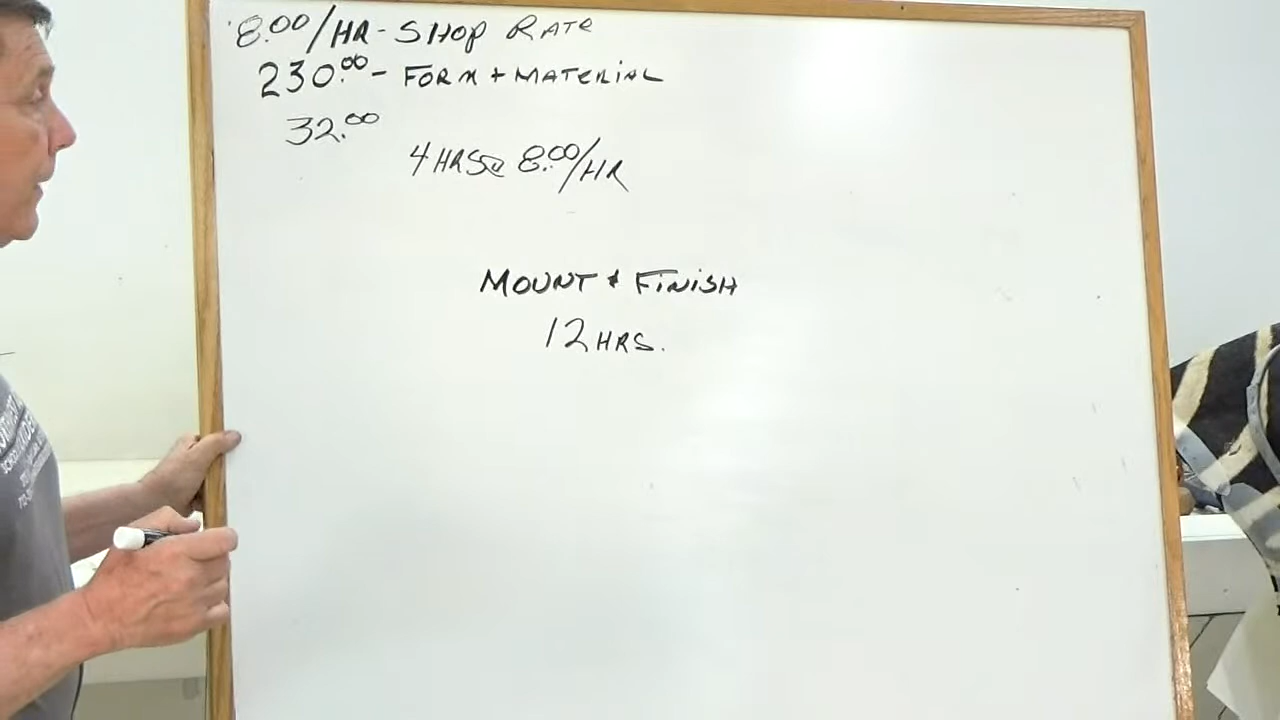 8.00/HR - SHOP RATE
230.00 - FORM + MATERIAL
32.00
4 HRS @ 8.00/HR
MOUNT & FINISH
12 HRS.